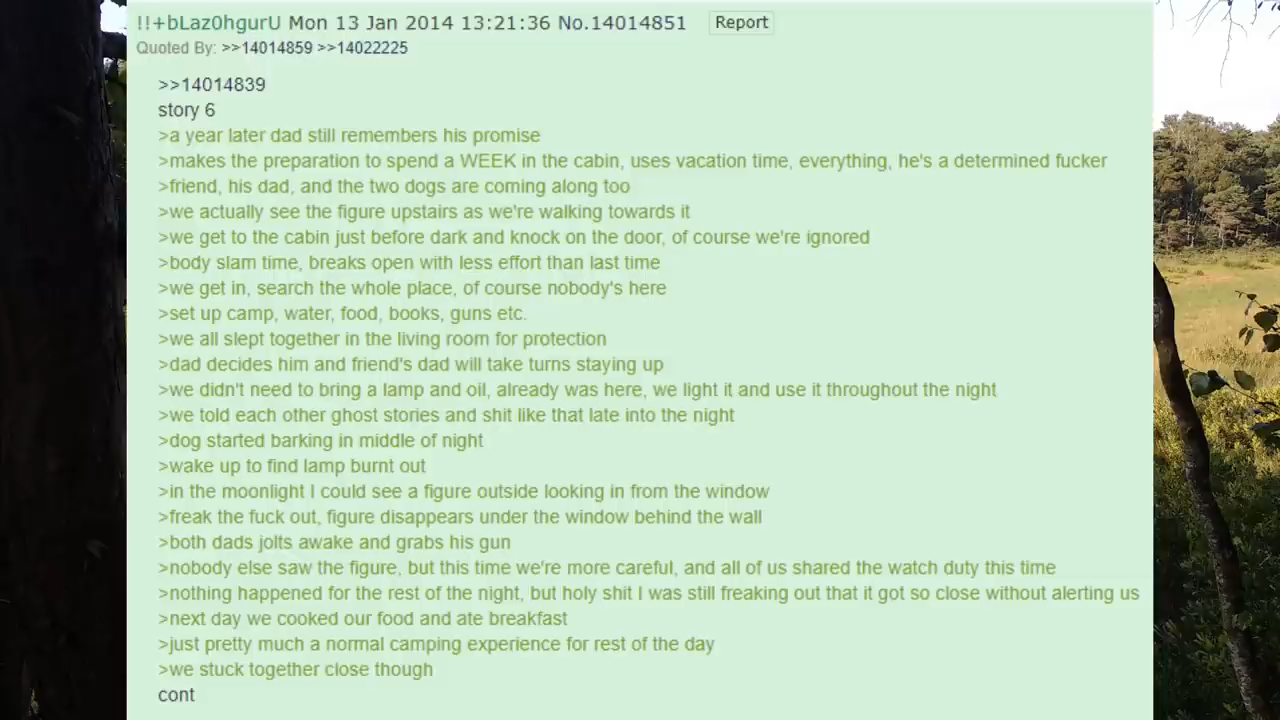 !!+bLaz0hgurU Mon 13 Jan 2014 13:21:36 No.14014851 Report
Quoted By: >>14014859 >>14022225
>>14014839
story 6
>a year later dad still remembers his promise
>makes the preparation to spend a WEEK in the cabin, uses vacation time, everything, he's a determined fucker
>friend, his dad, and the two dogs are coming along too
>we actually see the figure upstairs as we're walking towards it
>we get to the cabin just before dark and knock on the door, of course we're ignored
>body slam time, breaks open with less effort than last time
>we get in, search the whole place, of course nobody's here
>set up camp, water, food, books, guns etc.
>we all slept together in the living room for protection
>dad decides him and friend's dad will take turns staying up
>we didn't need to bring a lamp and oil, already was here, we light it and use it throughout the night
>we told each other ghost stories and shit like that late into the night
>dog started barking in middle of night
>wake up to find lamp burnt out
>in the moonlight I could see a figure outside looking in from the window
>freak the fuck out, figure disappears under the window behind the wall
>both dads jolts awake and grabs his gun
>nobody else saw the figure, but this time we're more careful, and all of us shared the watch duty this time
>nothing happened for the rest of the night, but holy shit I was still freaking out that it got so close without alerting us
>next day we cooked our food and ate breakfast
>just pretty much a normal camping experience for rest of the day
>we stuck together close though
cont